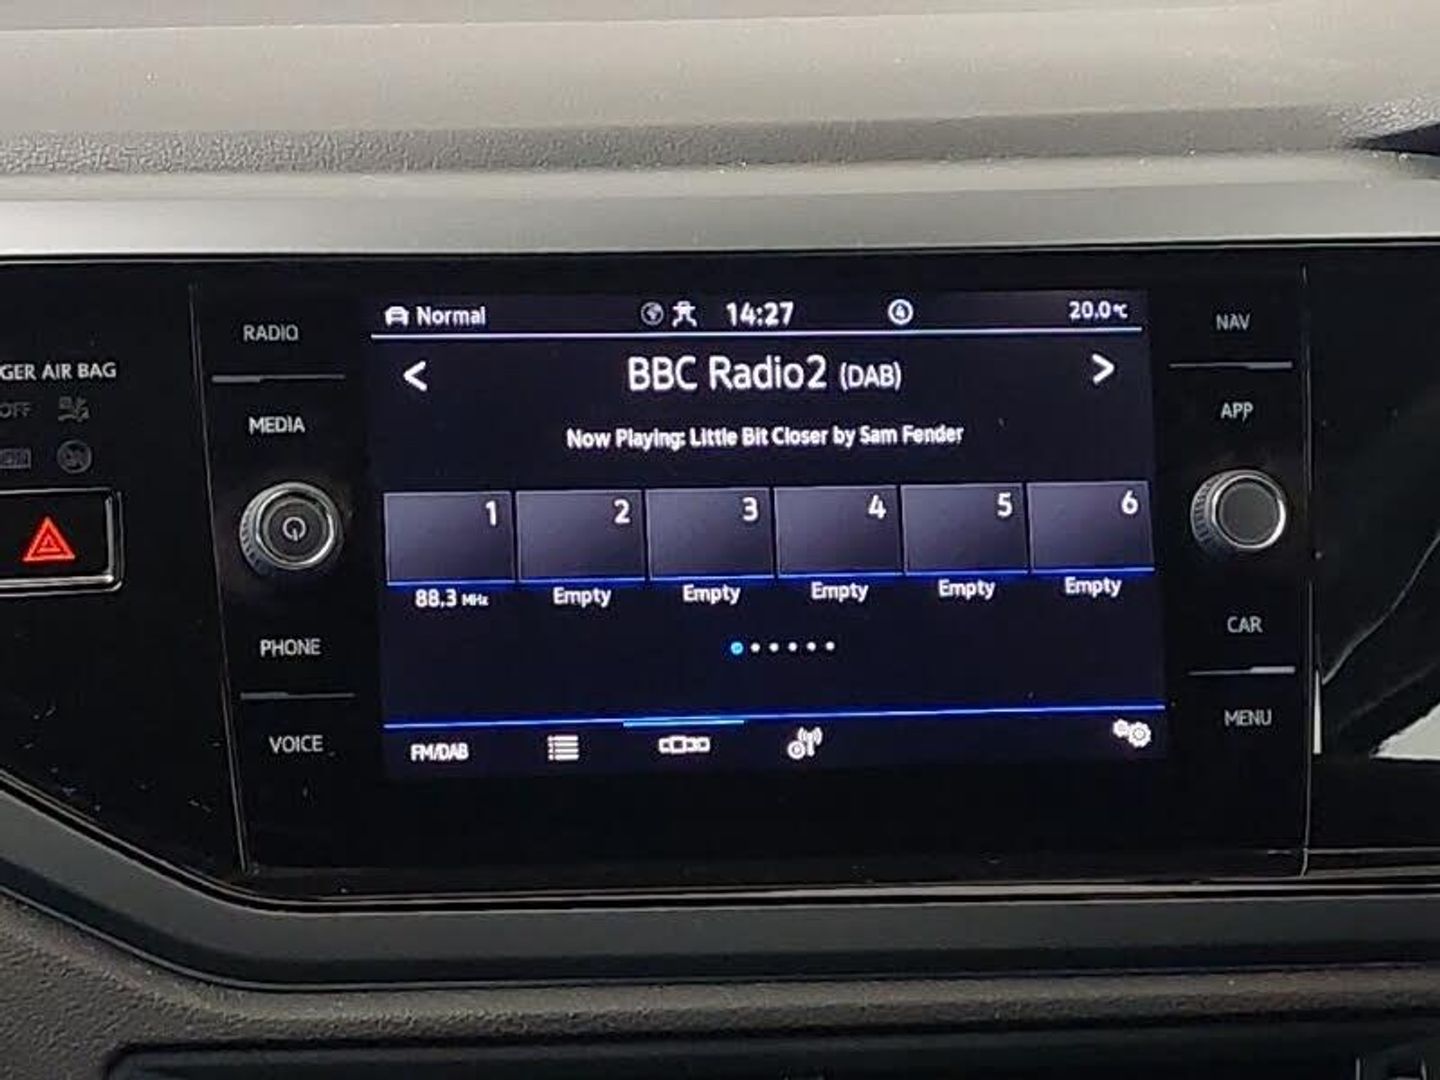 Normal 14:27 4 20.0°C
RADIO
NAV
BBC Radio2 (DAB)
GER AIR BAG
OFF
MEDIA
APP
Now Playing: Little Bit Closer by Sam Fender
1 2 3 4 5 6
88.3 MHz Empty Empty Empty Empty Empty
PHONE
CAR
VOICE
MENU
FM/DAB